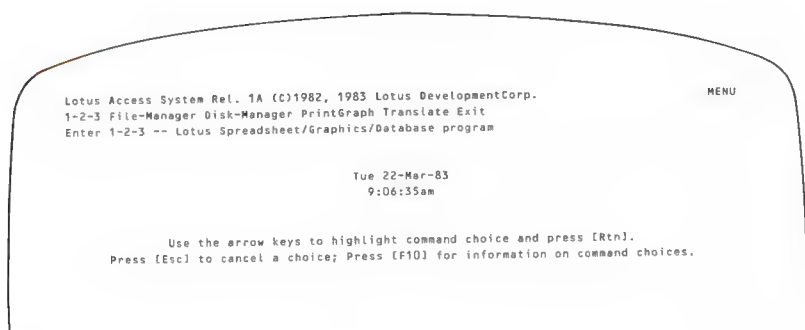 Lotus Access System Rel. 1A (C)1982, 1983 Lotus DevelopmentCorp. MENU
1-2-3 File-Manager Disk-Manager PrintGraph Translate Exit
Enter 1-2-3 -- Lotus Spreadsheet/Graphics/Database program
Tue 22-Mar-83
9:06:35am
Use the arrow keys to highlight command choice and press [Rtn].
Press [Esc] to cancel a choice; Press [F10] for information on command choices.